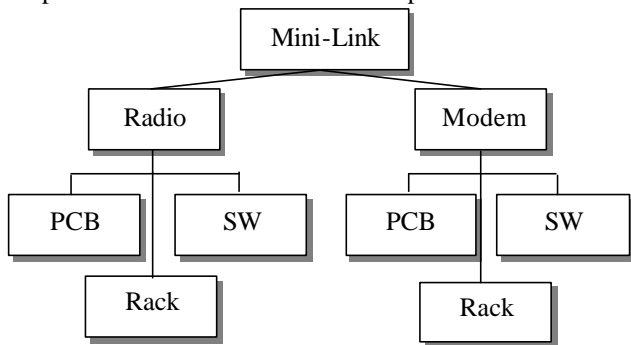 Mini-Link
Radio
Modem
PCB
SW
PCB
SW
Rack
Rack